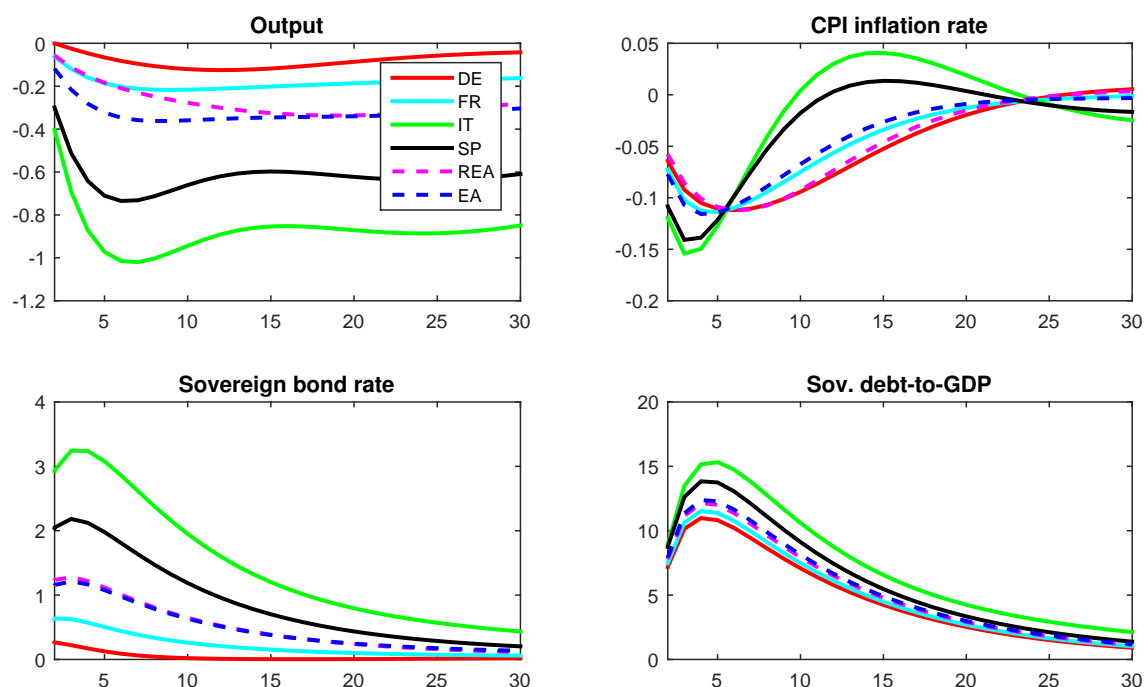 Output
0
-0.2
-0.4
-0.6
-0.8
-1
-1.2
5 10 15 20 25 30
DE
FR
IT
SP
REA
EA
CPI inflation rate
0.05
0
-0.05
-0.1
-0.15
-0.2
5 10 15 20 25 30
Sovereign bond rate
4
3
2
1
0
5 10 15 20 25 30
Sov. debt-to-GDP
20
15
10
5
0
5 10 15 20 25 30